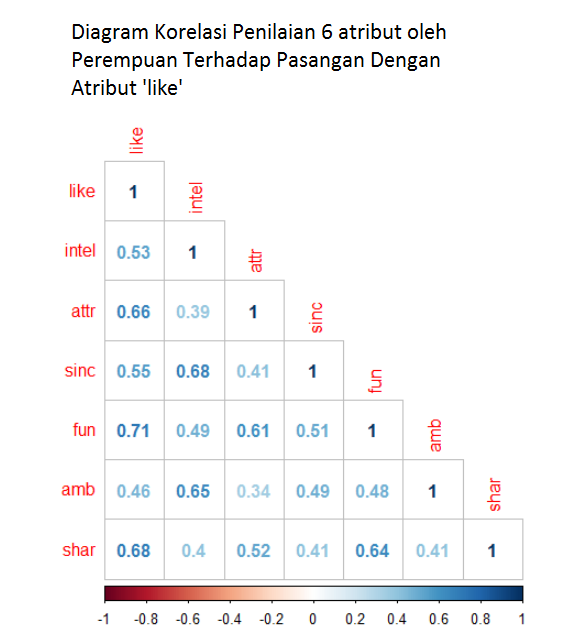 Diagram Korelasi Penilaian 6 atribut oleh
Perempuan Terhadap Pasangan Dengan
Atribut 'like'
like
like 1 intel
intel 0.53 1 attr
attr 0.66 0.39 1 sinc
sinc 0.55 0.68 0.41 1 fun
fun 0.71 0.49 0.61 0.51 1 amb
amb 0.46 0.65 0.34 0.49 0.48 1 shar
shar 0.68 0.4 0.52 0.41 0.64 0.41 1
-1 -0.8 -0.6 -0.4 -0.2 0 0.2 0.4 0.6 0.8 1